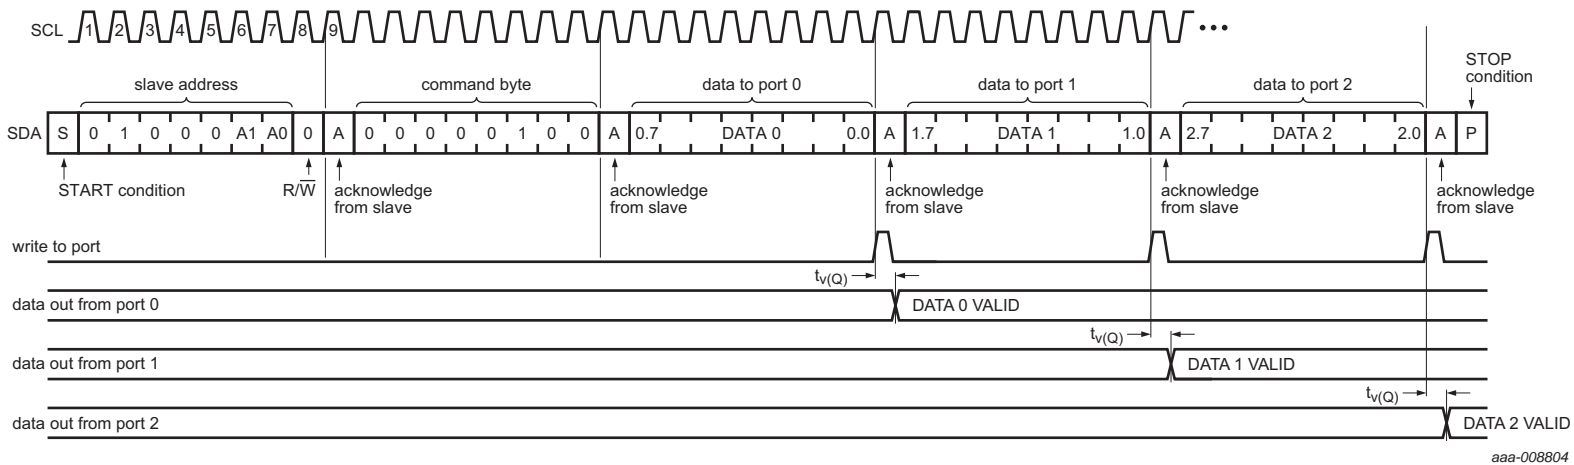 SCL 1 2 3 4 5 6 7 8 9 •••
slave address command byte data to port 0 data to port 1 data to port 2 STOP condition
SDA S 0 1 0 0 0 A1 A0 0 A 0 0 0 0 0 1 0 0 A 0.7 DATA 0 0.0 A 1.7 DATA 1 1.0 A 2.7 DATA 2 2.0 A P
START condition R/W̅ acknowledge from slave acknowledge from slave acknowledge from slave acknowledge from slave acknowledge from slave
write to port
tv(Q)
data out from port 0 DATA 0 VALID
tv(Q)
data out from port 1 DATA 1 VALID
tv(Q)
data out from port 2 DATA 2 VALID
aaa-008804